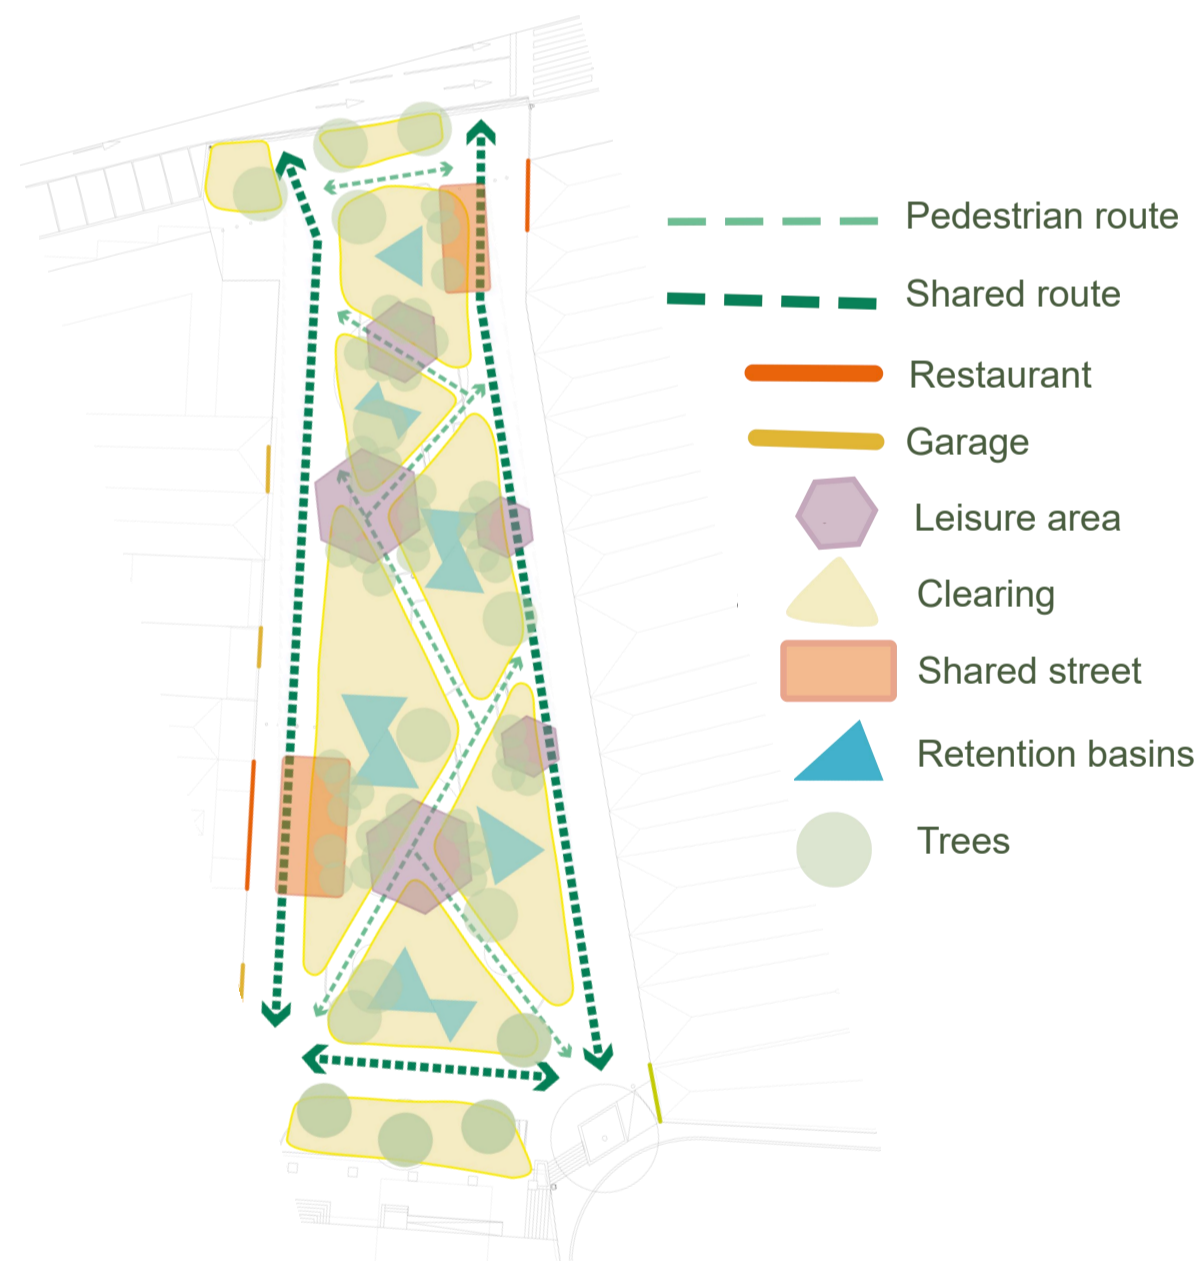 Pedestrian route
Shared route
Restaurant
Garage
Leisure area
Clearing
Shared street
Retention basins
Trees